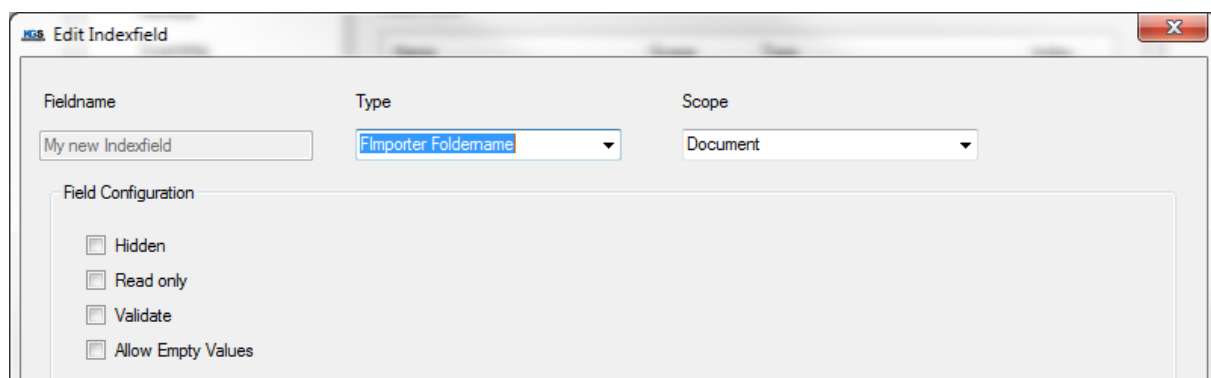 HGS Edit Indexfield
Fieldname Type Scope
My new Indexfield FImporter Foldername Document
Field Configuration
Hidden
Read only
Validate
Allow Empty Values